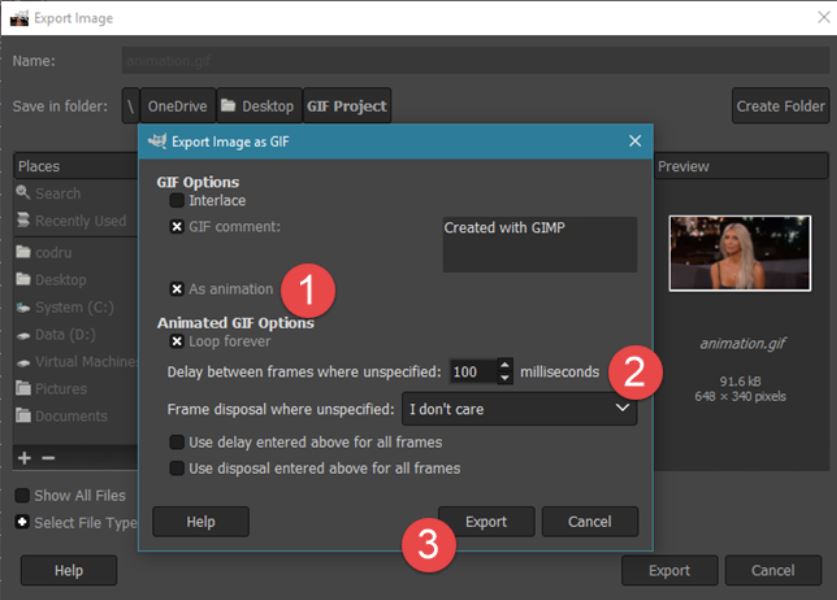 Export Image
Name:
animation.gif
Save in folder:
\
OneDrive
Desktop
GIF Project
Create Folder
Places
Search
Recently Used
codru
Desktop
System (C:)
Data (D:)
Virtual Machine
Pictures
Documents
Show All Files
Select File Type
Help
Export Image as GIF
GIF Options
Interlace
GIF comment:
Created with GIMP
As animation
1
Animated GIF Options
Loop forever
Delay between frames where unspecified: 100 milliseconds
2
Frame disposal where unspecified: I don't care
Use delay entered above for all frames
Use disposal entered above for all frames
Help
Export
Cancel
3
Preview
animation.gif
91.6 kB
648 × 340 pixels
Export
Cancel